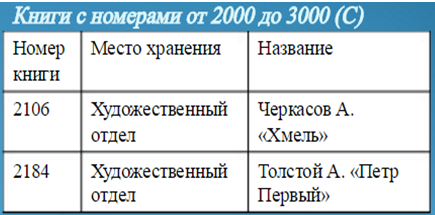 Книги с номерами от 2000 до 3000 (С)
Номер книги Место хранения Название
2106 Художественный отдел Черкасов А. «Хмель»
2184 Художественный отдел Толстой А. «Петр Первый»